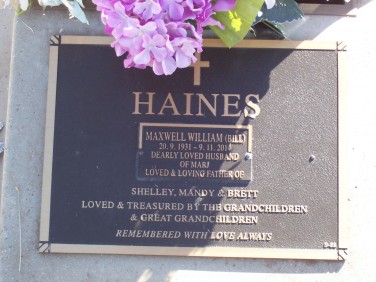 HAINES
MAXWELL WILLIAM (BILL)
20. 9. 1931 – 9. 11. 2018
DEARLY LOVED HUSBAND
OF MARJ
LOVED & LOVING FATHER OF
SHELLEY, MANDY & BRETT
LOVED & TREASURED BY THE GRANDCHILDREN
& GREAT GRANDCHILDREN
REMEMBERED WITH LOVE ALWAYS